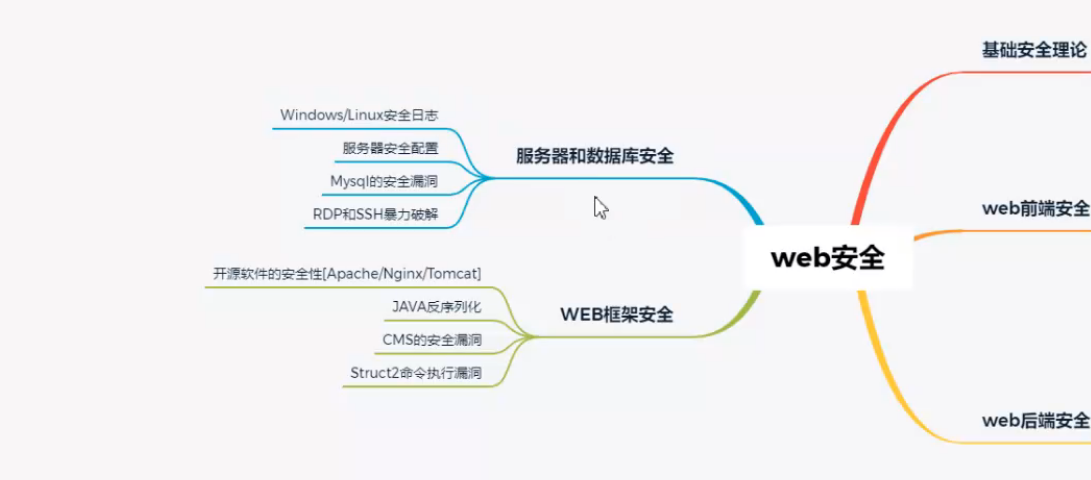 基础安全理论
Windows/Linux安全日志
服务器安全配置
服务器和数据库安全
Mysql的安全漏洞
RDP和SSH暴力破解
web前端安全
web安全
开源软件的安全性[Apache/Nginx/Tomcat]
JAVA反序列化
WEB框架安全
CMS的安全漏洞
Struct2命令执行漏洞
web后端安全